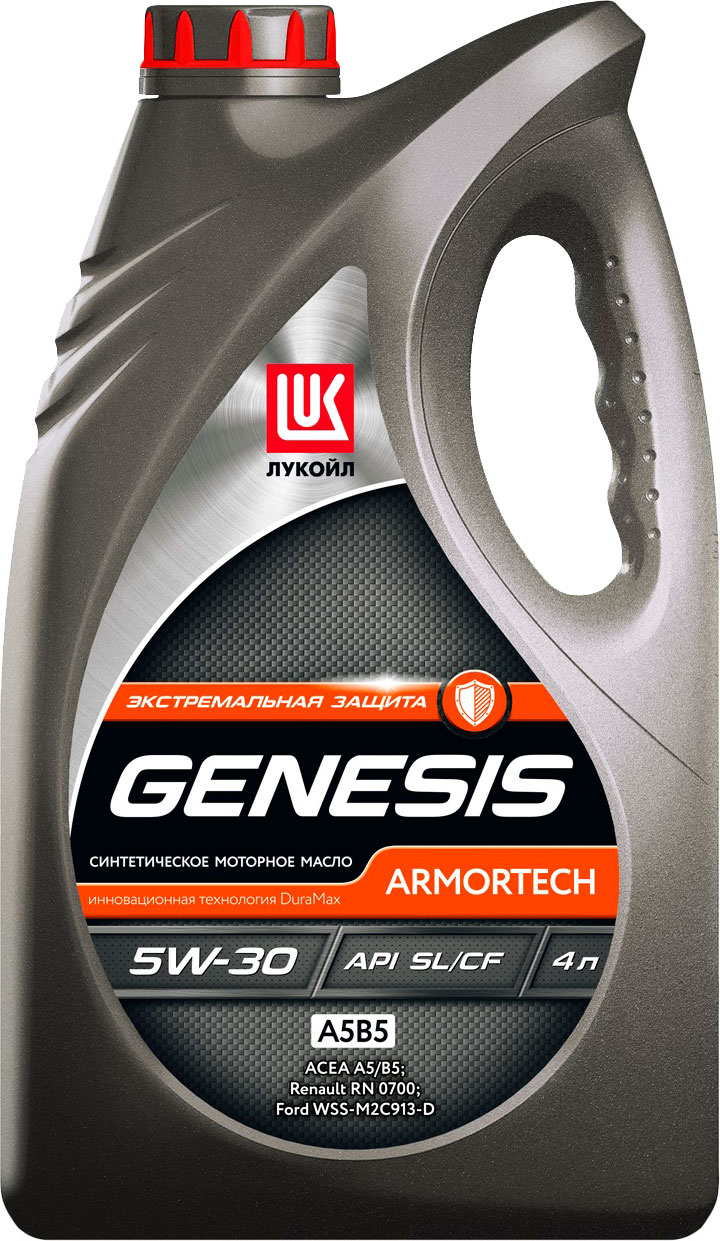 LUK
ЛУКОЙЛ
ЭКСТРЕМАЛЬНАЯ ЗАЩИТА
GENESIS
СИНТЕТИЧЕСКОЕ МОТОРНОЕ МАСЛО
ARMORTECH
инновационная технология DuraMax
5W-30 API SL/CF 4 л
A5B5
ACEA A5/B5;
Renault RN 0700;
Ford WSS-M2C913-D